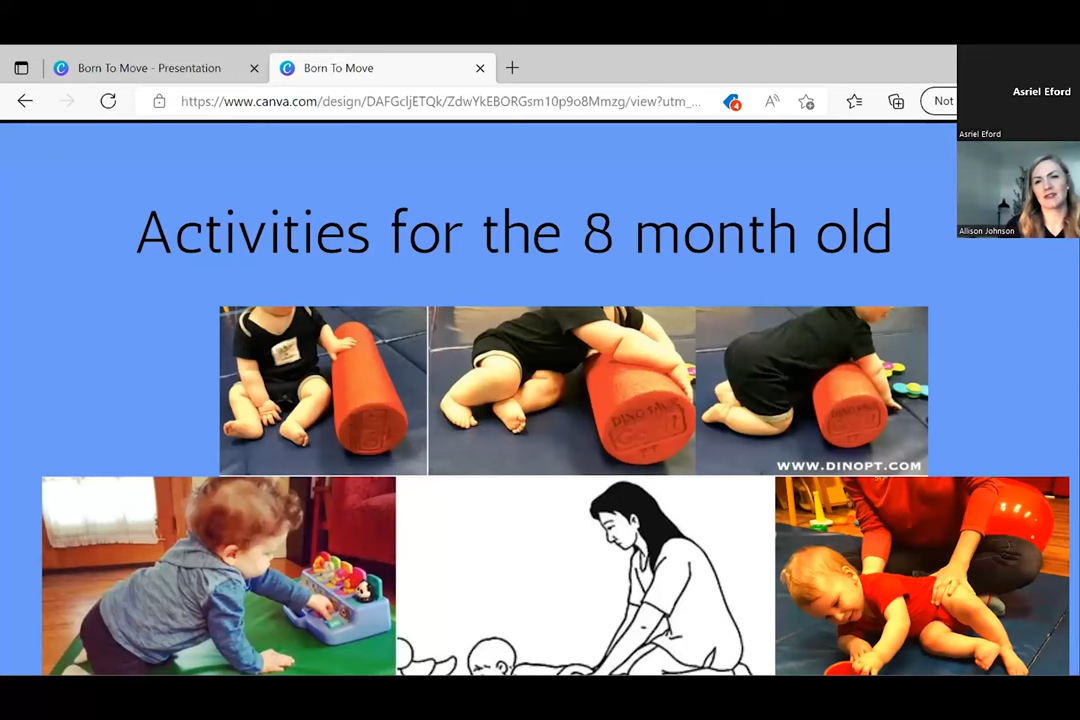 Born To Move - Presentation
Born To Move
https://www.canva.com/design/DAFGcljETQk/ZdwYkEBORGsm10p9o8Mmzg/view?utm_...
4
Not
Asriel Eford
Asriel Eford
Allison Johnson
Activities for the 8 month old
WWW.DINOPT.COM